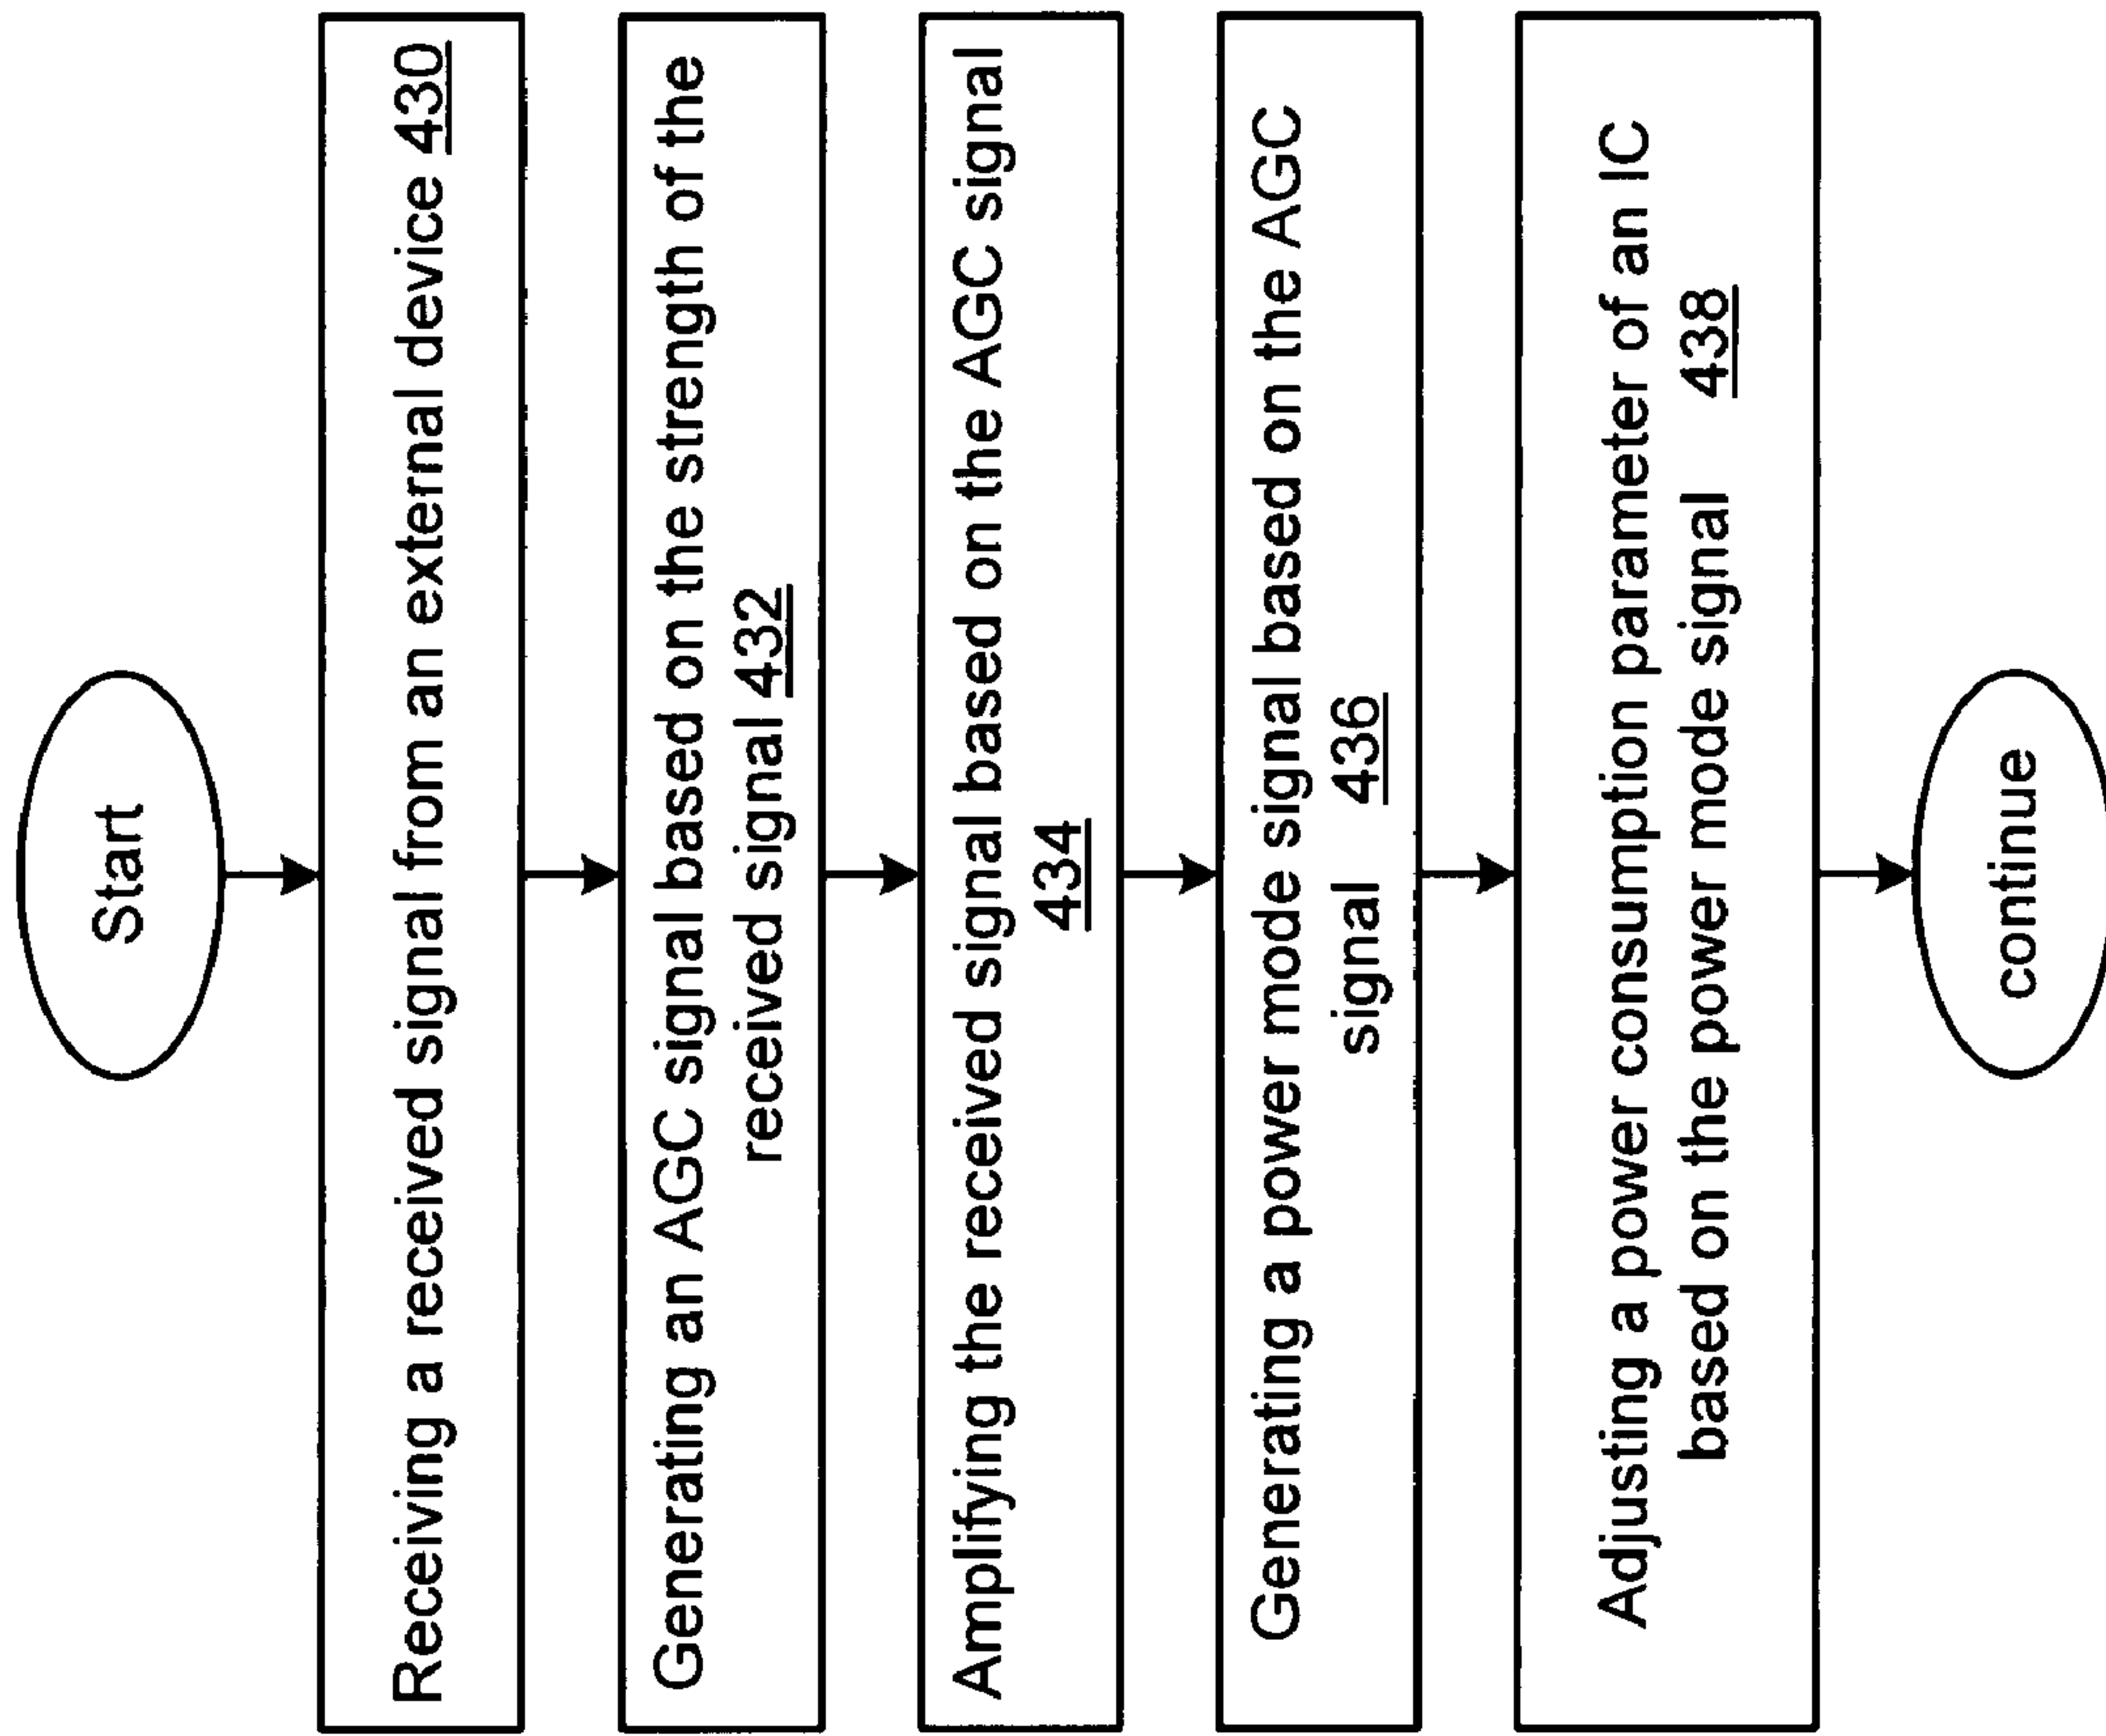 Start
Receiving a received signal from an external device 430
Generating an AGC signal based on the strength of the
received signal 432
Amplifying the received signal based on the AGC signal
434
Generating a power mode signal based on the AGC
signal 436
Adjusting a power consumption parameter of an IC
based on the power mode signal 438
continue